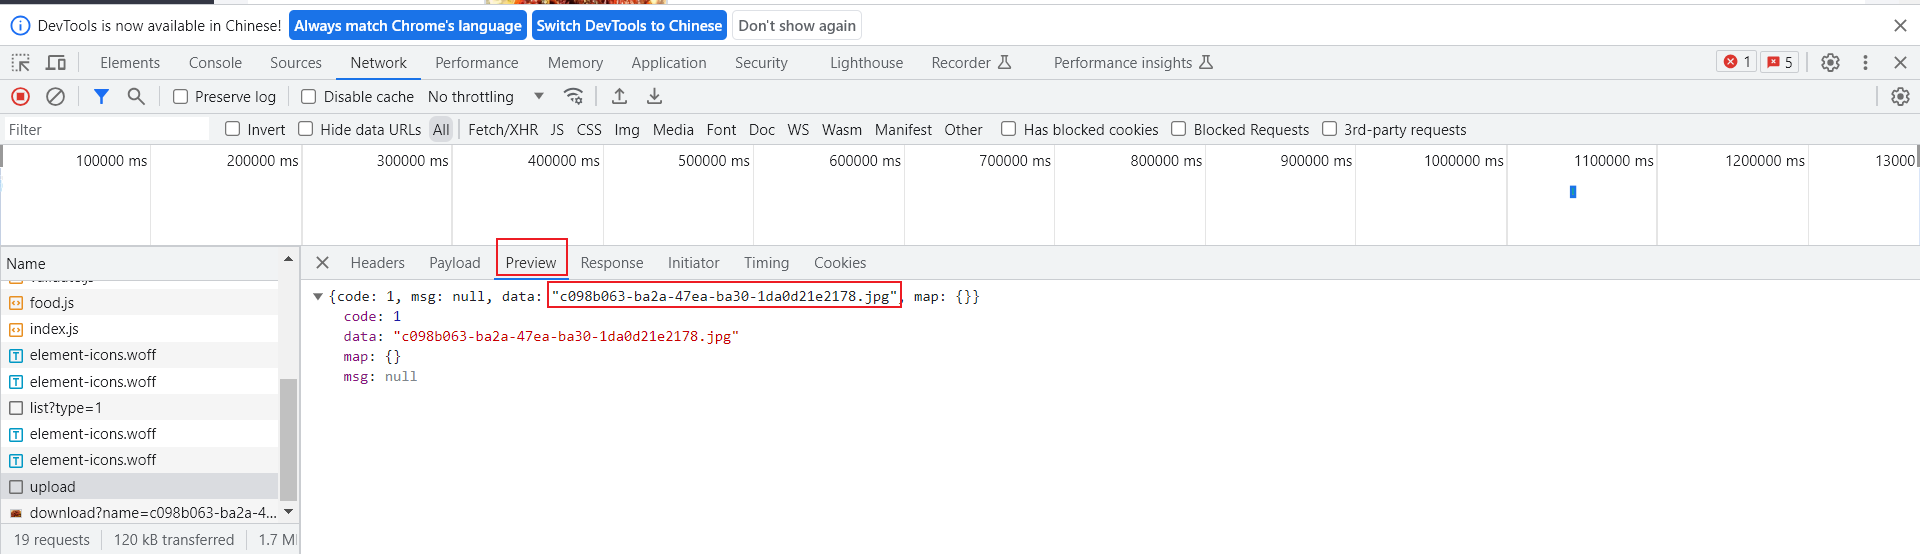 DevTools is now available in Chinese! Always match Chrome's language Switch DevTools to Chinese Don't show again
Elements Console Sources Network Performance Memory Application Security Lighthouse Recorder Performance insights 1 5
Preserve log Disable cache No throttling
Filter Invert Hide data URLs All Fetch/XHR JS CSS Img Media Font Doc WS Wasm Manifest Other Has blocked cookies Blocked Requests 3rd-party requests
100000 ms 200000 ms 300000 ms 400000 ms 500000 ms 600000 ms 700000 ms 800000 ms 900000 ms 1000000 ms 1100000 ms 1200000 ms 13000
Name
food.js
index.js
element-icons.woff
element-icons.woff
list?type=1
element-icons.woff
element-icons.woff
upload
download?name=c098b063-ba2a-4...
19 requests 120 kB transferred 1.7 M
Headers Payload Preview Response Initiator Timing Cookies
{code: 1, msg: null, data: "c098b063-ba2a-47ea-ba30-1da0d21e2178.jpg", map: {}}
code: 1
data: "c098b063-ba2a-47ea-ba30-1da0d21e2178.jpg"
map: {}
msg: null